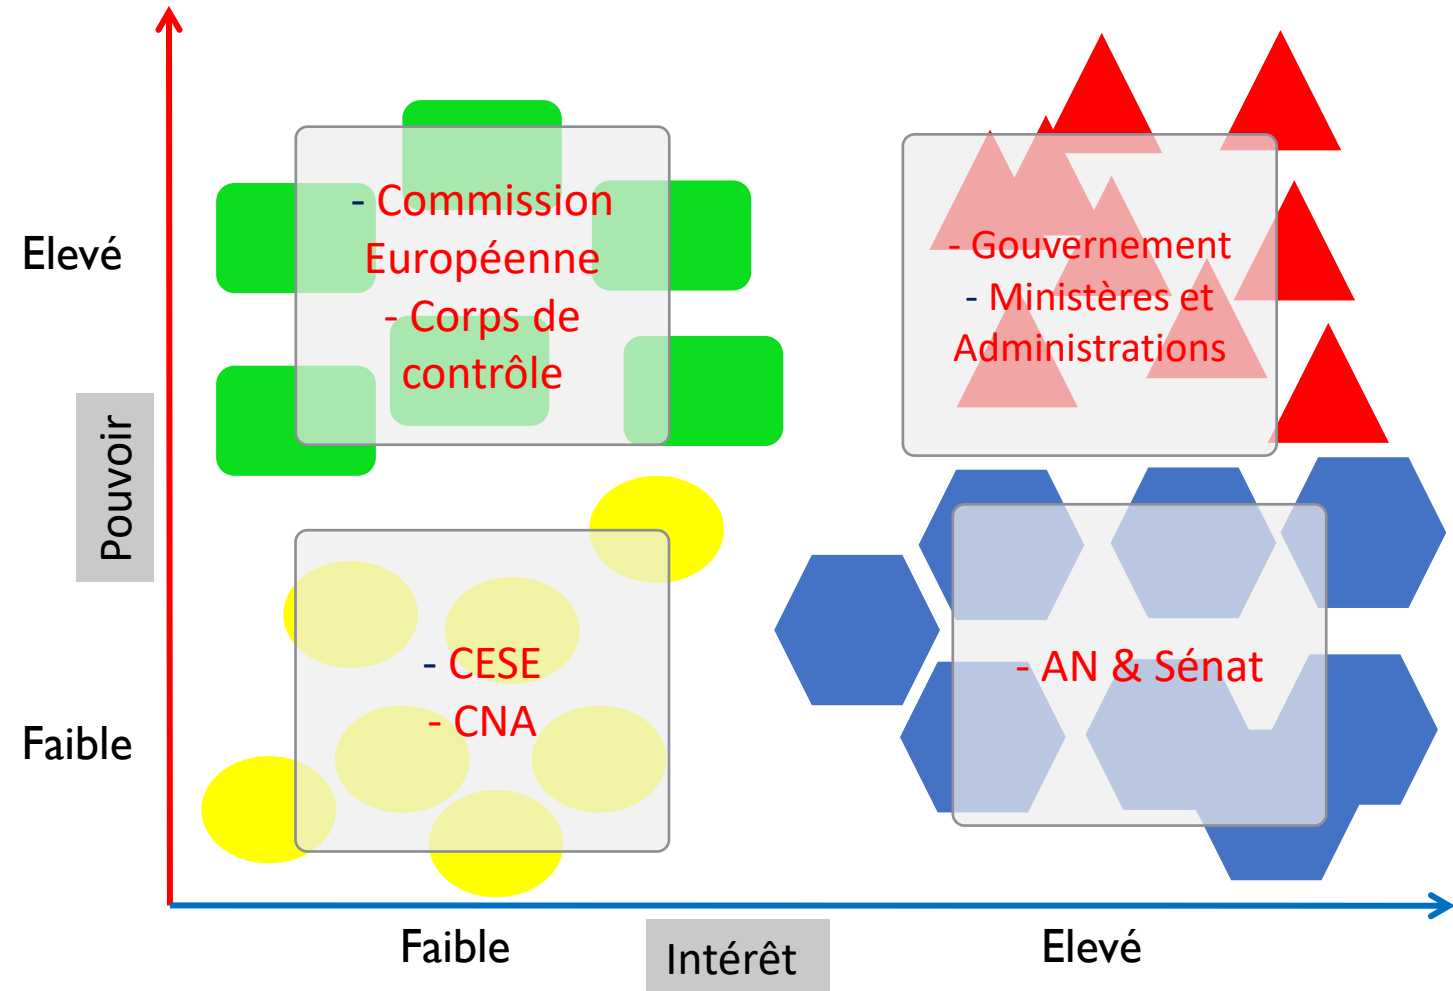 - Commission
Européenne
- Corps de
contrôle
- Gouvernement
- Ministères et
Administrations
Elevé
Pouvoir
- CESE
- CNA
- AN & Sénat
Faible
Faible
Intérêt
Elevé